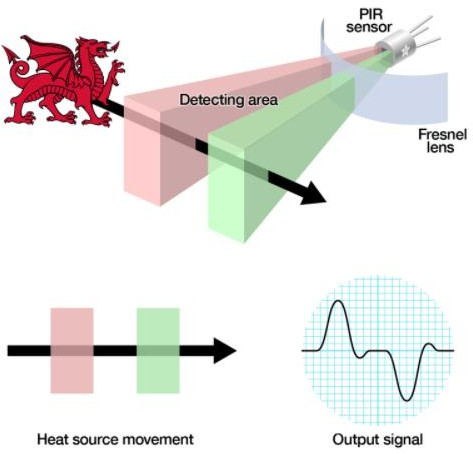 PIR
sensor
Detecting area
Fresnel
lens
Heat source movement
Output signal